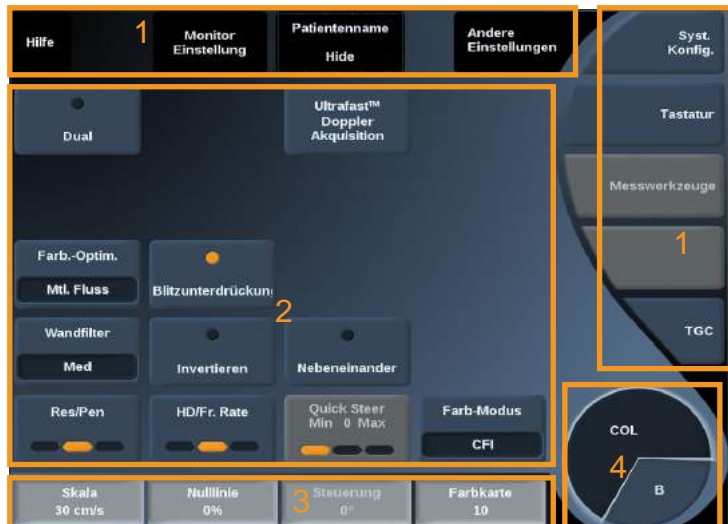 Hilfe
1
Monitor
Einstellung
Patientenname
Hide
Andere
Einstellungen
Syst.
Konfig.
Dual
Ultrafast™
Doppler
Akquisition
Tastatur
Messwerkzeuge
1
Farb.-Optim.
Mtl. Fluss
Blitzunterdrückun
2
TGC
Wandfilter
Med
Invertieren
Nebeneinander
Res/Pen
HD/Fr. Rate
Quick Steer
Min 0 Max
Farb-Modus
CFI
COL
4
B
Skala
30 cm/s
Nulllinie
0%
3
Steuerung
0°
Farbkarte
10